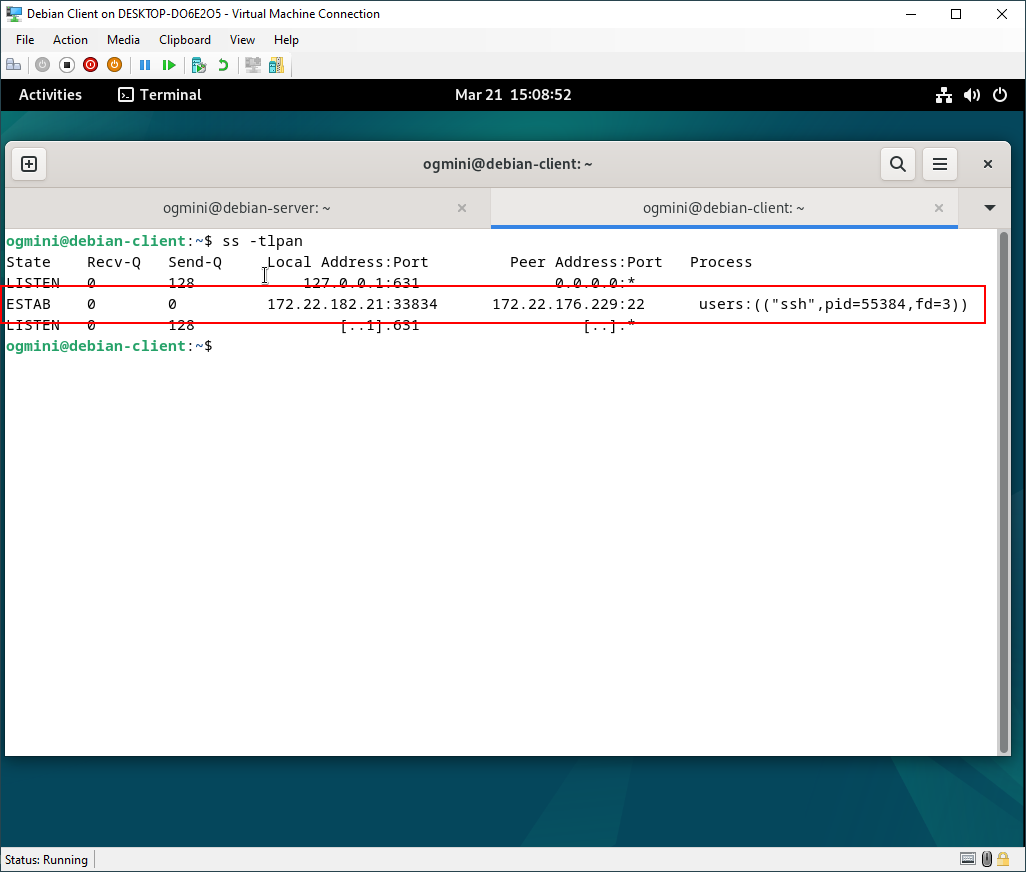 Debian Client on DESKTOP-DO6E2O5 - Virtual Machine Connection
File Action Media Clipboard View Help
Activities Terminal Mar 21 15:08:52
ogmini@debian-client: ~
ogmini@debian-server: ~ ogmini@debian-client: ~
ogmini@debian-client:~$ ss -tlpan
State Recv-Q Send-Q Local Address:Port Peer Address:Port Process
LISTEN 0 128 127.0.0.1:631 0.0.0.0:*
ESTAB 0 0 172.22.182.21:33834 172.22.176.229:22 users:(("ssh",pid=55384,fd=3))
LISTEN 0 128 [::1]:631 [::]:*
ogmini@debian-client:~$
Status: Running